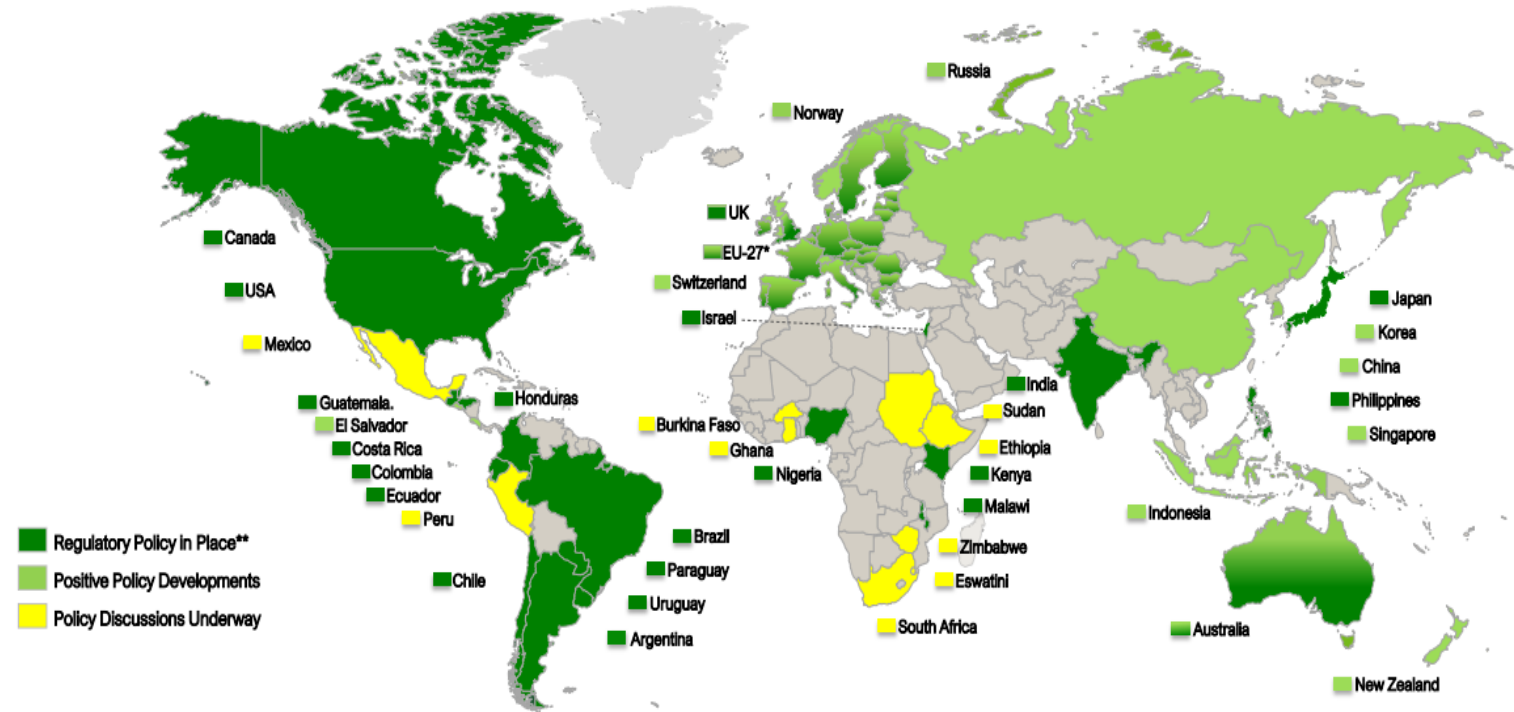 Russia
Norway
UK
Canada
EU-27*
Switzerland
USA
Japan
Israel
Korea
Mexico
China
India
Honduras
Philippines
Guatemala.
Sudan
El Salvador
Burkina Faso
Singapore
Costa Rica
Ghana
Ethiopia
Colombia
Nigeria
Kenya
Ecuador
Malawi
Peru
Indonesia
Brazil
Regulatory Policy in Place**
Zimbabwe
Paraguay
Positive Policy Developments
Chile
Eswatini
Uruguay
Policy Discussions Underway
South Africa
Australia
Argentina
New Zealand